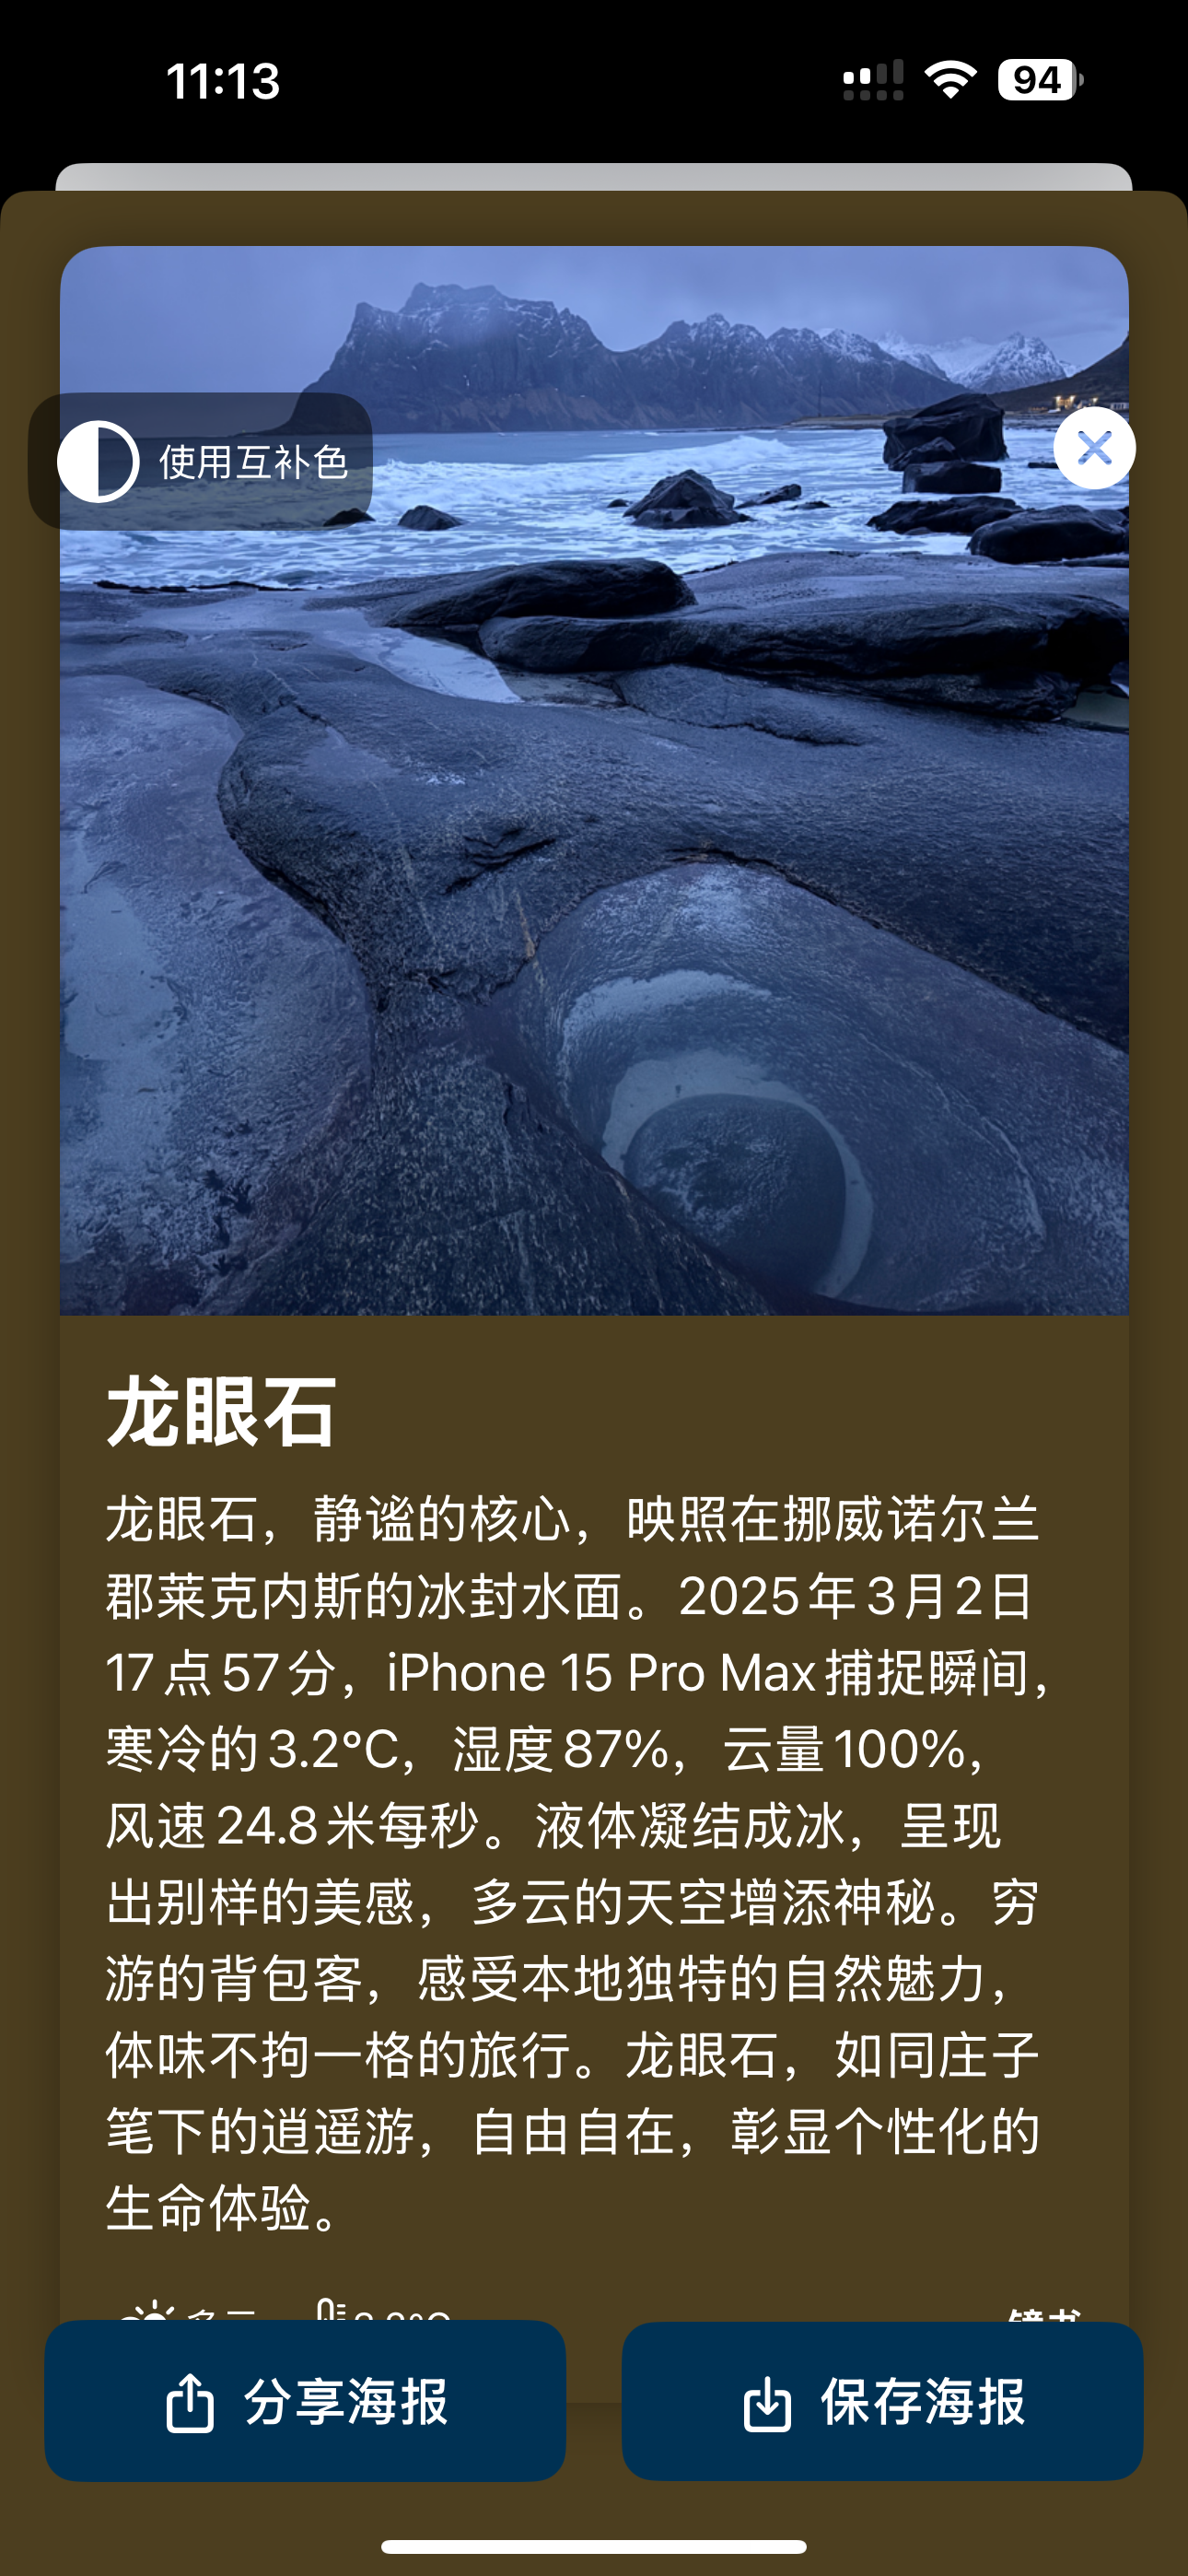 11:13
94
使用互补色
龙眼石
龙眼石，静谧的核心，映照在挪威诺尔兰
郡莱克内斯的冰封水面。2025年3月2日
17点57分，iPhone 15 Pro Max捕捉瞬间，
寒冷的3.2°C，湿度87%，云量100%，
风速24.8米每秒。液体凝结成冰，呈现
出别样的美感，多云的天空增添神秘。穷
游的背包客，感受本地独特的自然魅力，
体味不拘一格的旅行。龙眼石，如同庄子
笔下的逍遥游，自由自在，彰显个性化的
生命体验。
分享海报
保存海报